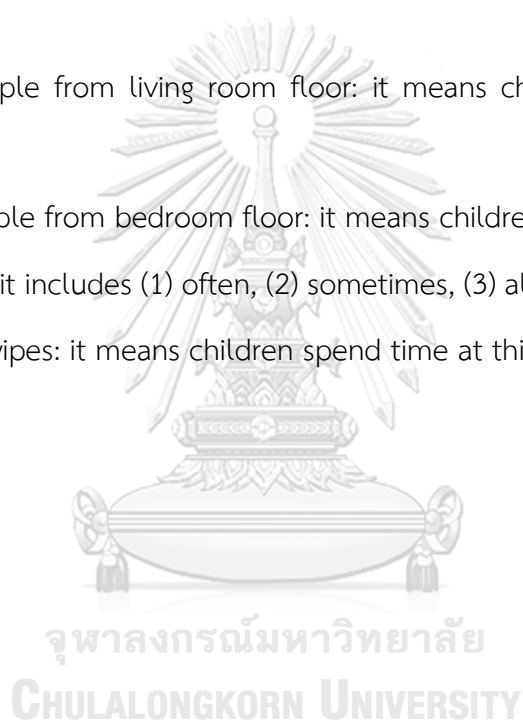 ple from living room floor: it means ch
ple from bedroom floor: it means children
it includes (1) often, (2) sometimes, (3) al
vipes: it means children spend time at thi
จุฬาลงกรณ์มหาวิทยาลัย
CHULALONGKORN UNIVERSITY